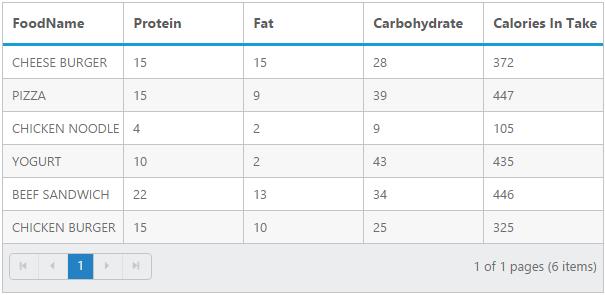 FoodName Protein Fat Carbohydrate Calories In Take
CHEESE BURGER 15 15 28 372
PIZZA 15 9 39 447
CHICKEN NOODLE 4 2 9 105
YOGURT 10 2 43 435
BEEF SANDWICH 22 13 34 446
CHICKEN BURGER 15 10 25 325
1 1 of 1 pages (6 items)